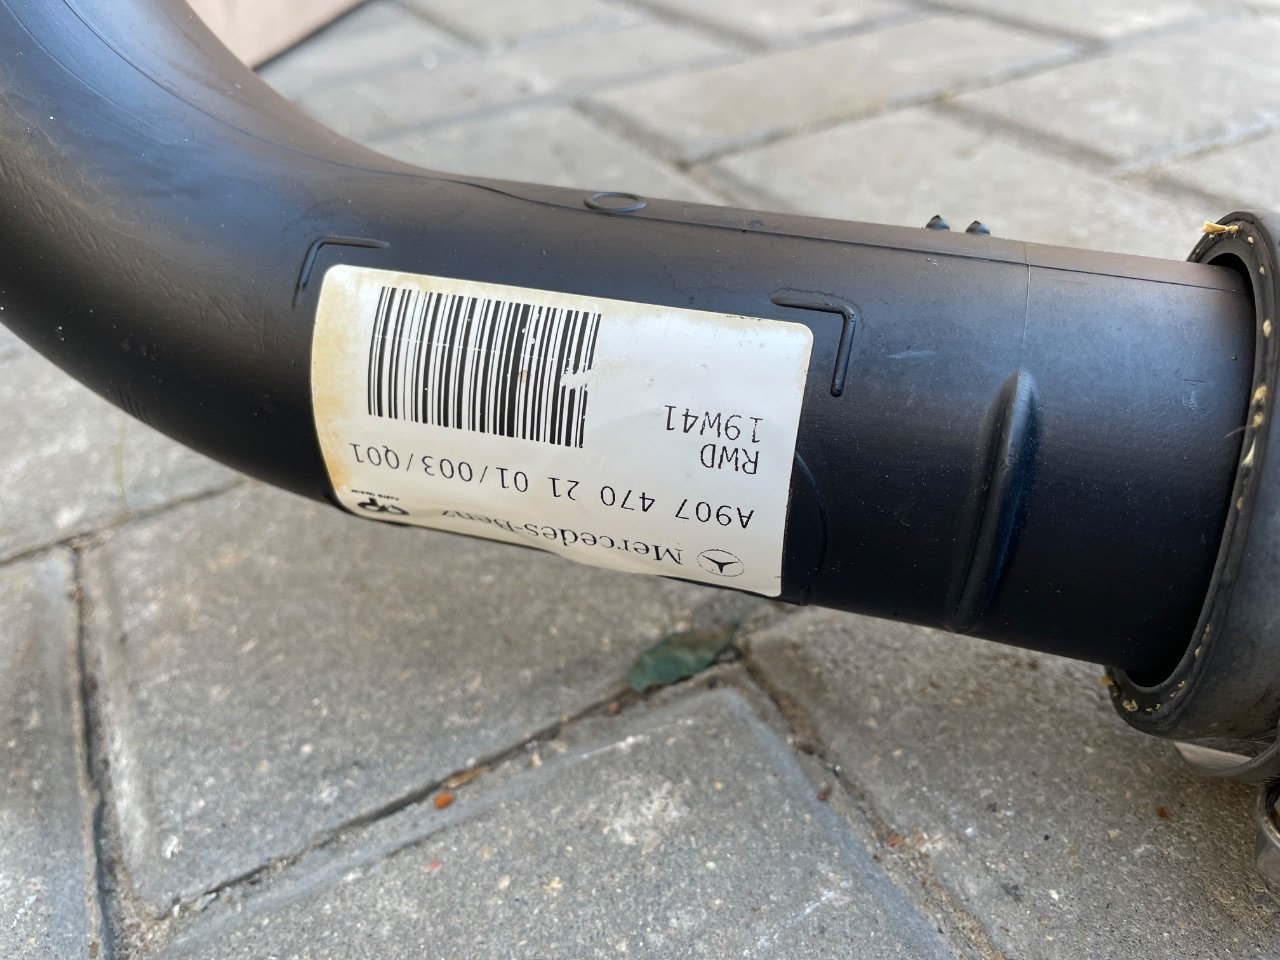 Mercedes-Benz
A907 470 21 01/003/Q01
RWD
19W41